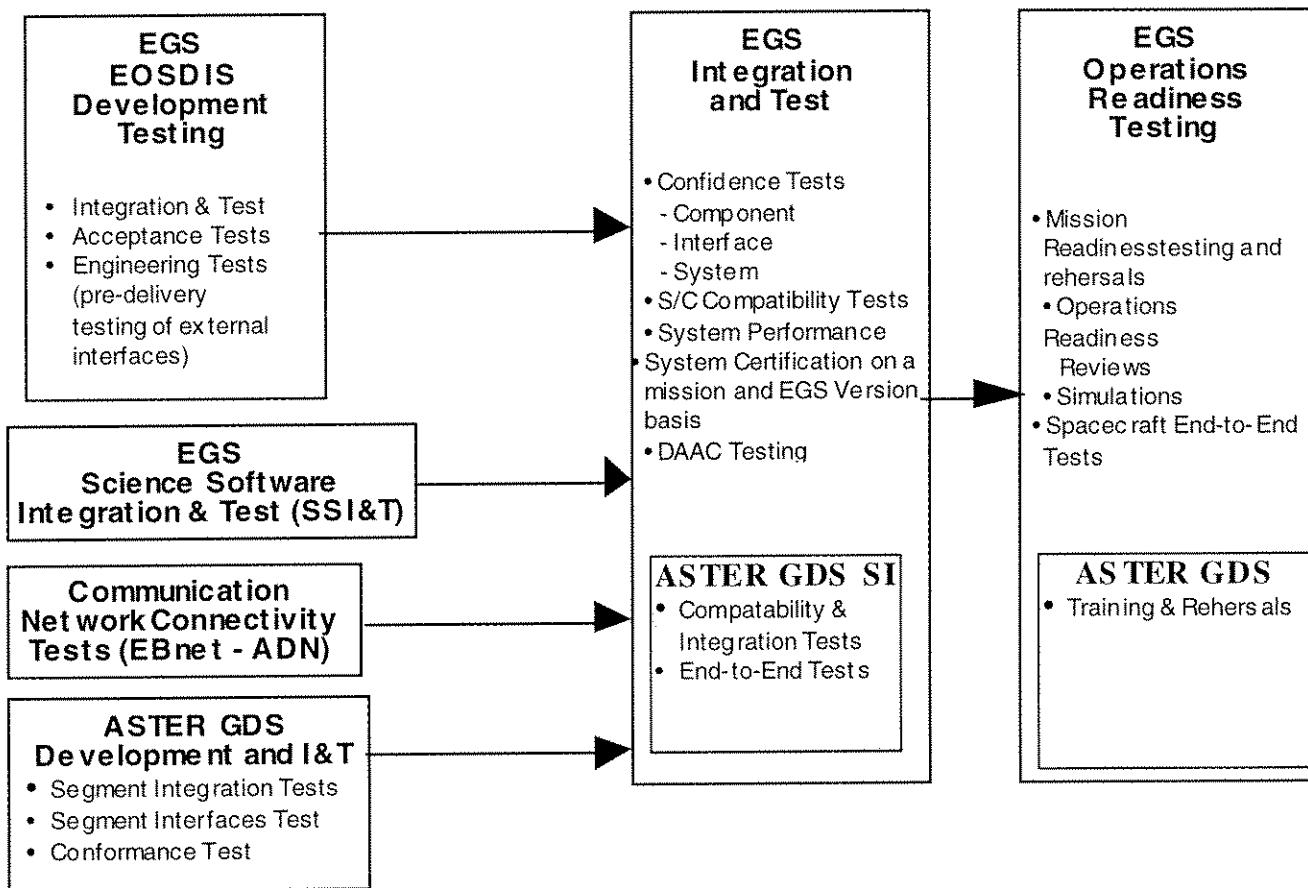 EGS
EOSDIS
Development
Testing
• Integration & Test
• Acceptance Tests
• Engineering Tests
(pre-delivery
testing of external
interfaces)
EGS
Science Software
Integration & Test (SSI&T)
Communication
Network Connectivity
Tests (EBnet - ADN)
ASTER GDS
Development and I&T
• Segment Integration Tests
• Segment Interfaces Test
• Conformance Test
EGS
Integration
and Test
• Confidence Tests
- Component
- Interface
- System
• S/C Compatibility Tests
• System Performance
• System Certification on a
mission and EGS Version
basis
• DAAC Testing
ASTER GDS SI
• Compatability &
Integration Tests
• End-to-End Tests
EGS
Operations
Readiness
Testing
• Mission
Readinesstesting and
rehersals
• Operations
Readiness
Reviews
• Simulations
• Spacecraft End-to-End
Tests
ASTER GDS
• Training & Rehersals